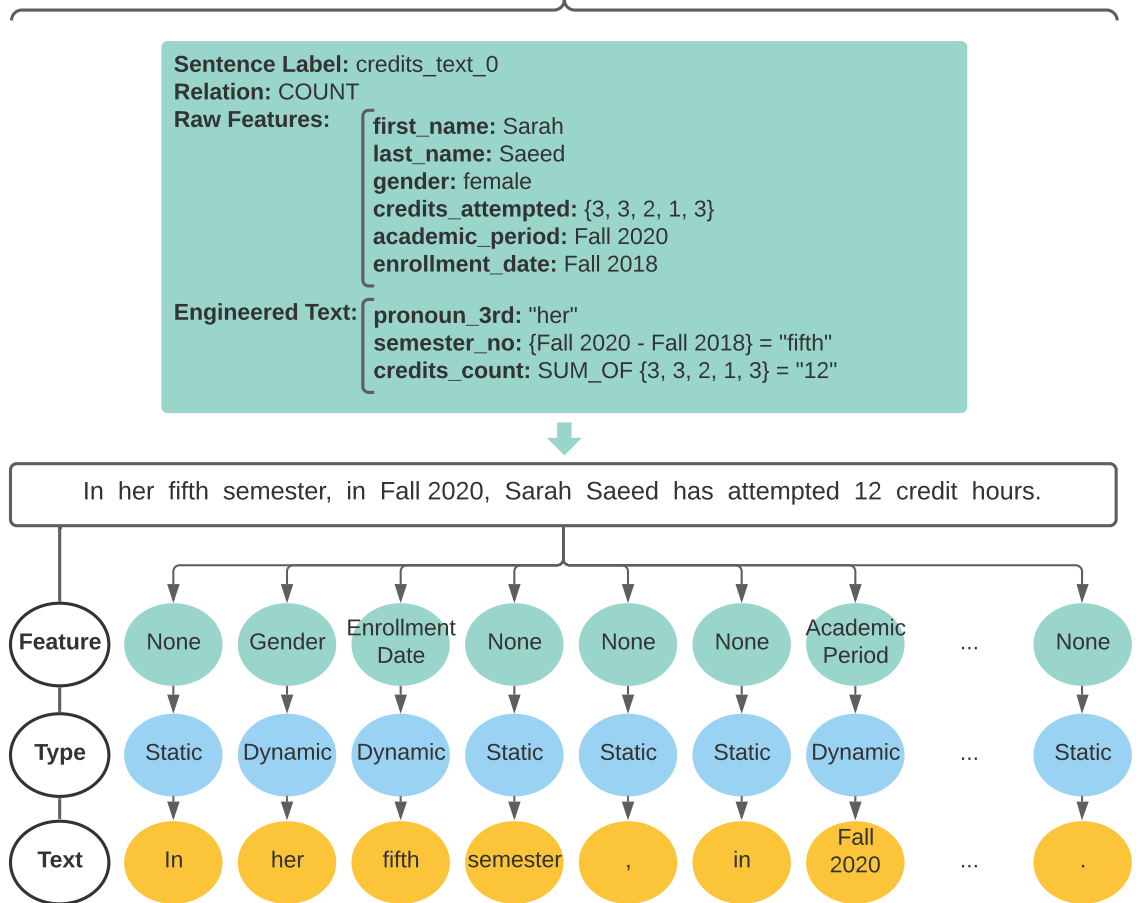 Sentence Label: credits_text_0
Relation: COUNT
Raw Features:
first_name: Sarah
last_name: Saeed
gender: female
credits_attempted: {3, 3, 2, 1, 3}
academic_period: Fall 2020
enrollment_date: Fall 2018
Engineered Text:
pronoun_3rd: "her"
semester_no: {Fall 2020 - Fall 2018} = "fifth"
credits_count: SUM_OF {3, 3, 2, 1, 3} = "12"
In her fifth semester, in Fall 2020, Sarah Saeed has attempted 12 credit hours.
Feature None Gender Enrollment Date None None None Academic Period ... None
Type Static Dynamic Dynamic Static Static Static Dynamic ... Static
Text In her fifth semester , in Fall 2020 ... .